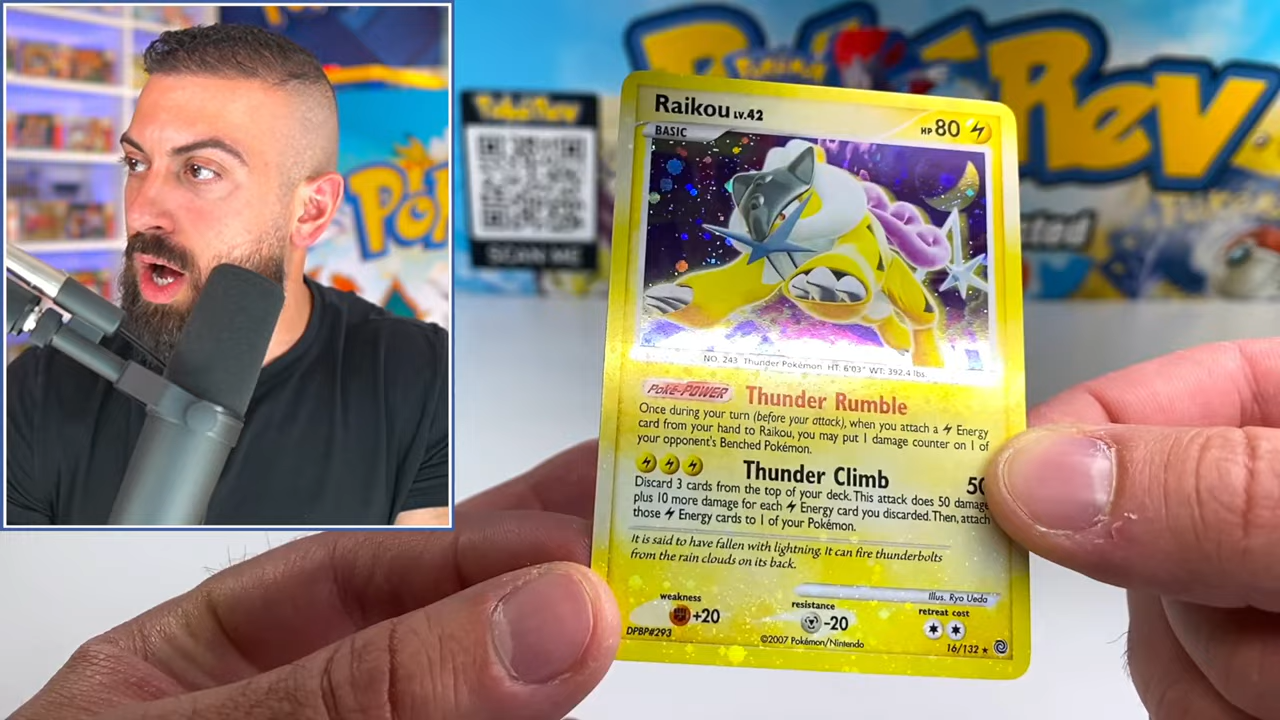 PokéRev
PokeRev
SCAN ME
Raikou LV.42
HP 80
BASIC
NO. 243 Thunder Pokémon HT: 6'03" WT: 392.4 lbs.
Poké-POWER Thunder Rumble
Once during your turn (before your attack), when you attach a Energy
card from your hand to Raikou, you may put 1 damage counter on 1 of
your opponent's Benched Pokémon.
Thunder Climb
Discard 3 cards from the top of your deck. This attack does 50 damage
plus 10 more damage for each Energy card you discarded. Then, attach
those Energy cards to 1 of your Pokémon.
It is said to have fallen with lightning. It can fire thunderbolts
from the rain clouds on its back.
Illus. Ryo Ueda
weakness
+20
resistance
-20
retreat cost
DPBP#293
©2007 Pokémon/Nintendo
16/132